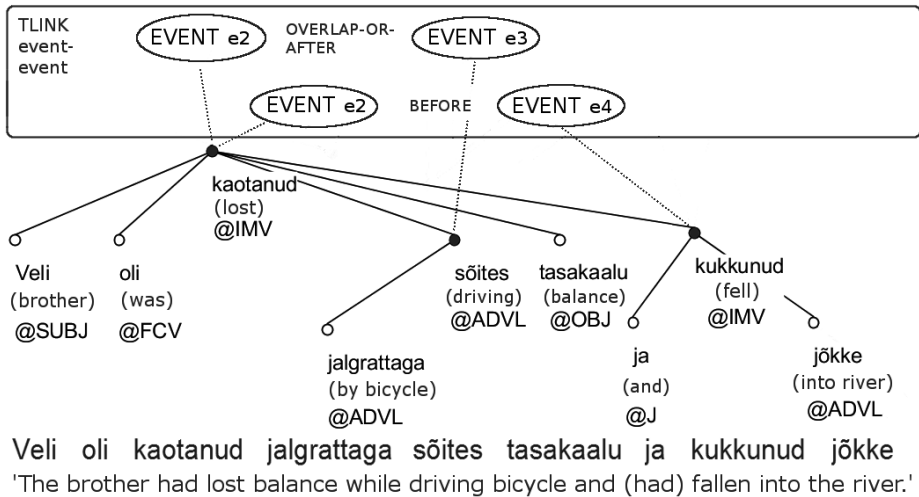 TLINK
event-
event
EVENT e2 OVERLAP-OR-
AFTER EVENT e3
EVENT e2 BEFORE EVENT e4
kaotanud
(lost)
@IMV
Veli
(brother)
@SUBJ
oli
(was)
@FCV
sõites
(driving)
@ADVL
tasakaalu
(balance)
@OBJ
kukkunud
(fell)
@IMV
jalgrattaga
(by bicycle)
@ADVL
ja
(and)
@J
jõkke
(into river)
@ADVL
Veli oli kaotanud jalgrattaga sõites tasakaalu ja kukkunud jõkke
'The brother had lost balance while driving bicycle and (had) fallen into the river.'